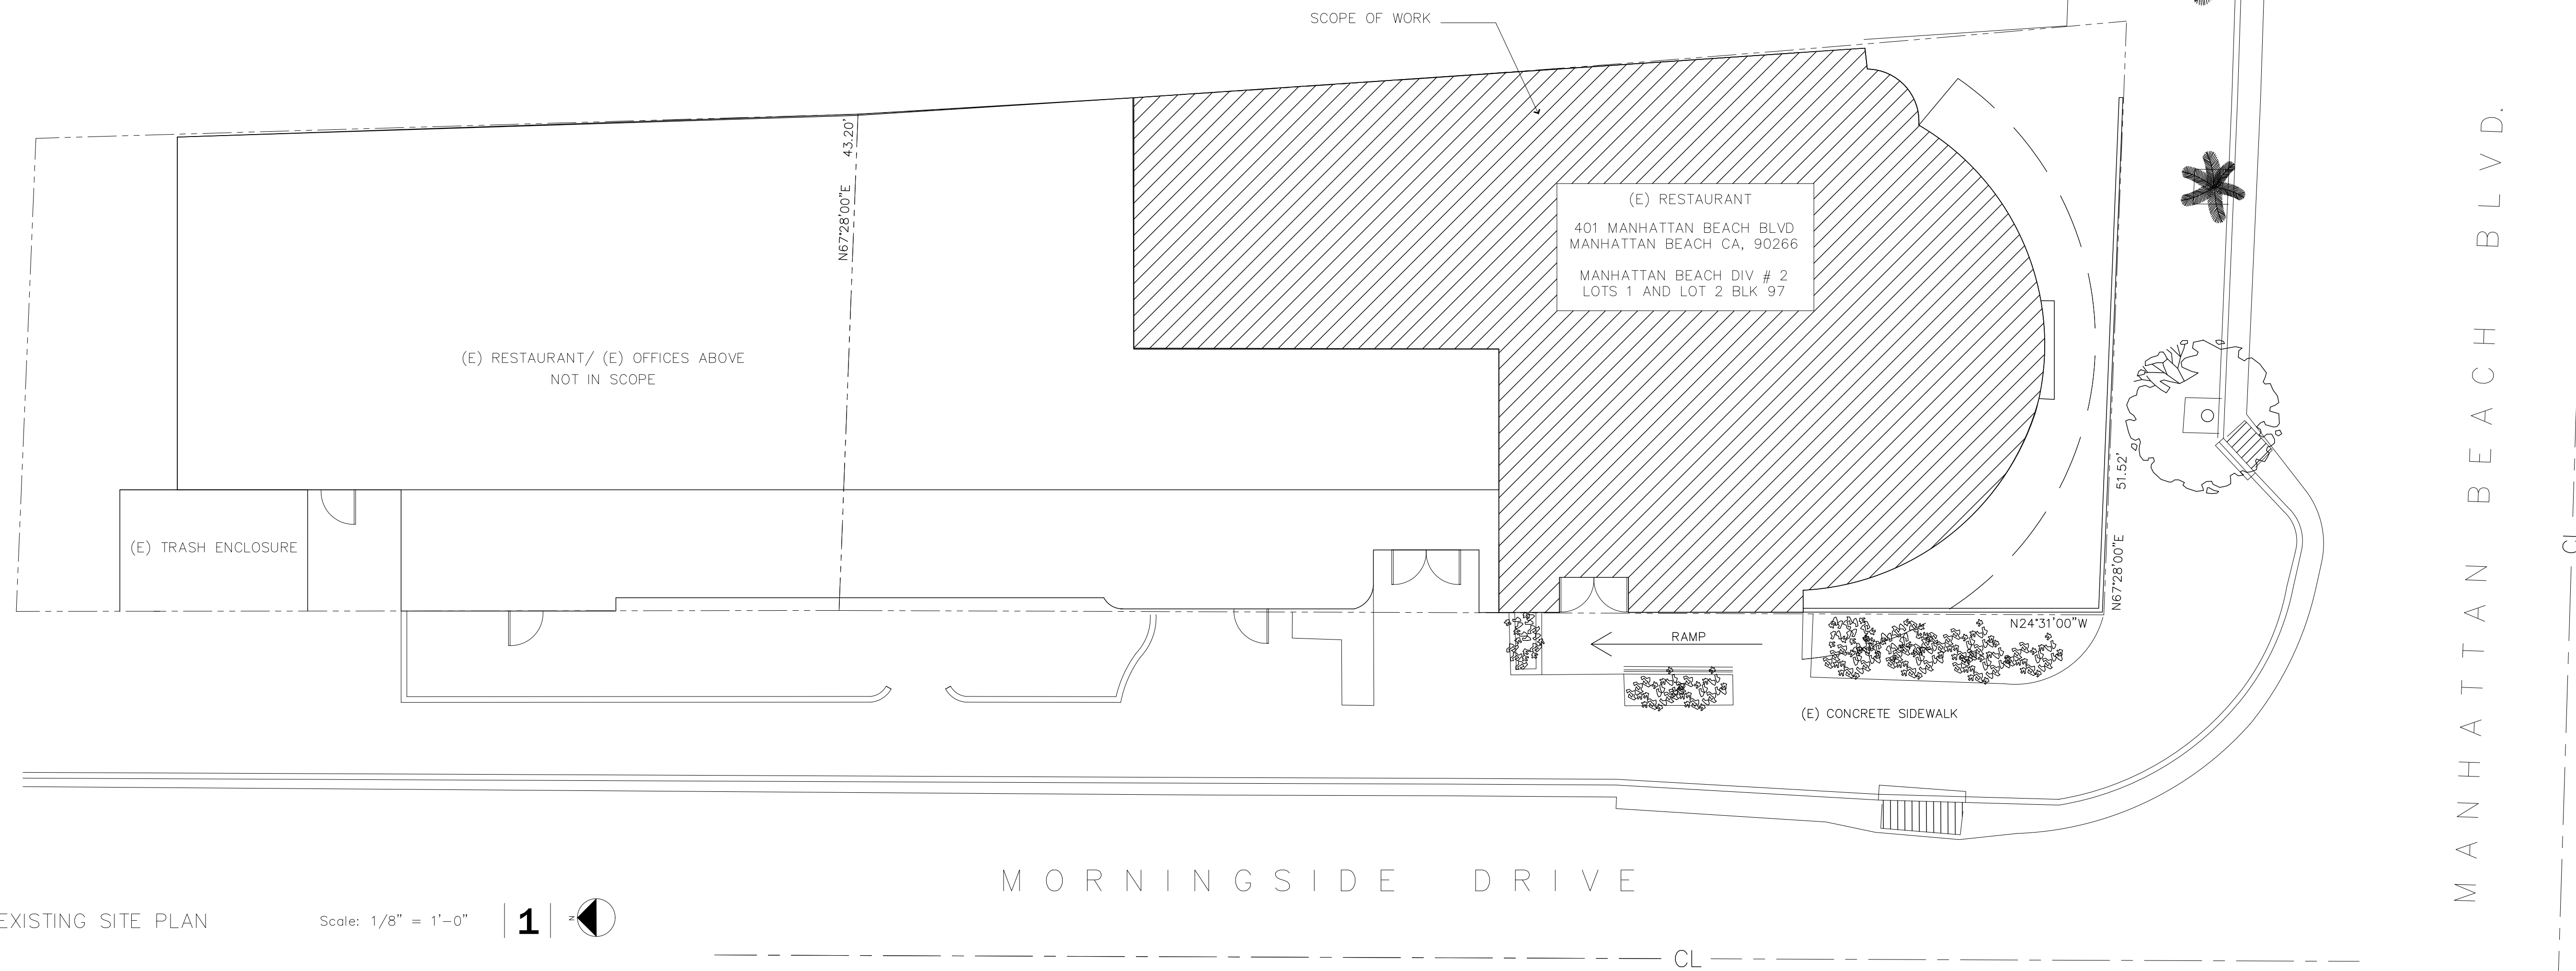 SCOPE OF WORK
43.20'
N67°28'00"E
(E) RESTAURANT
401 MANHATTAN BEACH BLVD
MANHATTAN BEACH CA, 90266
MANHATTAN BEACH DIV # 2
LOTS 1 AND LOT 2 BLK 97
(E) RESTAURANT/ (E) OFFICES ABOVE
NOT IN SCOPE
(E) TRASH ENCLOSURE
51.52'
N67°28'00"E
N24°31'00"W
RAMP
(E) CONCRETE SIDEWALK
MANHATTAN BEACH BLVD.
CL
MORNINGSIDE DRIVE
EXISTING SITE PLAN
Scale: 1/8" = 1'-0"
1
N
CL